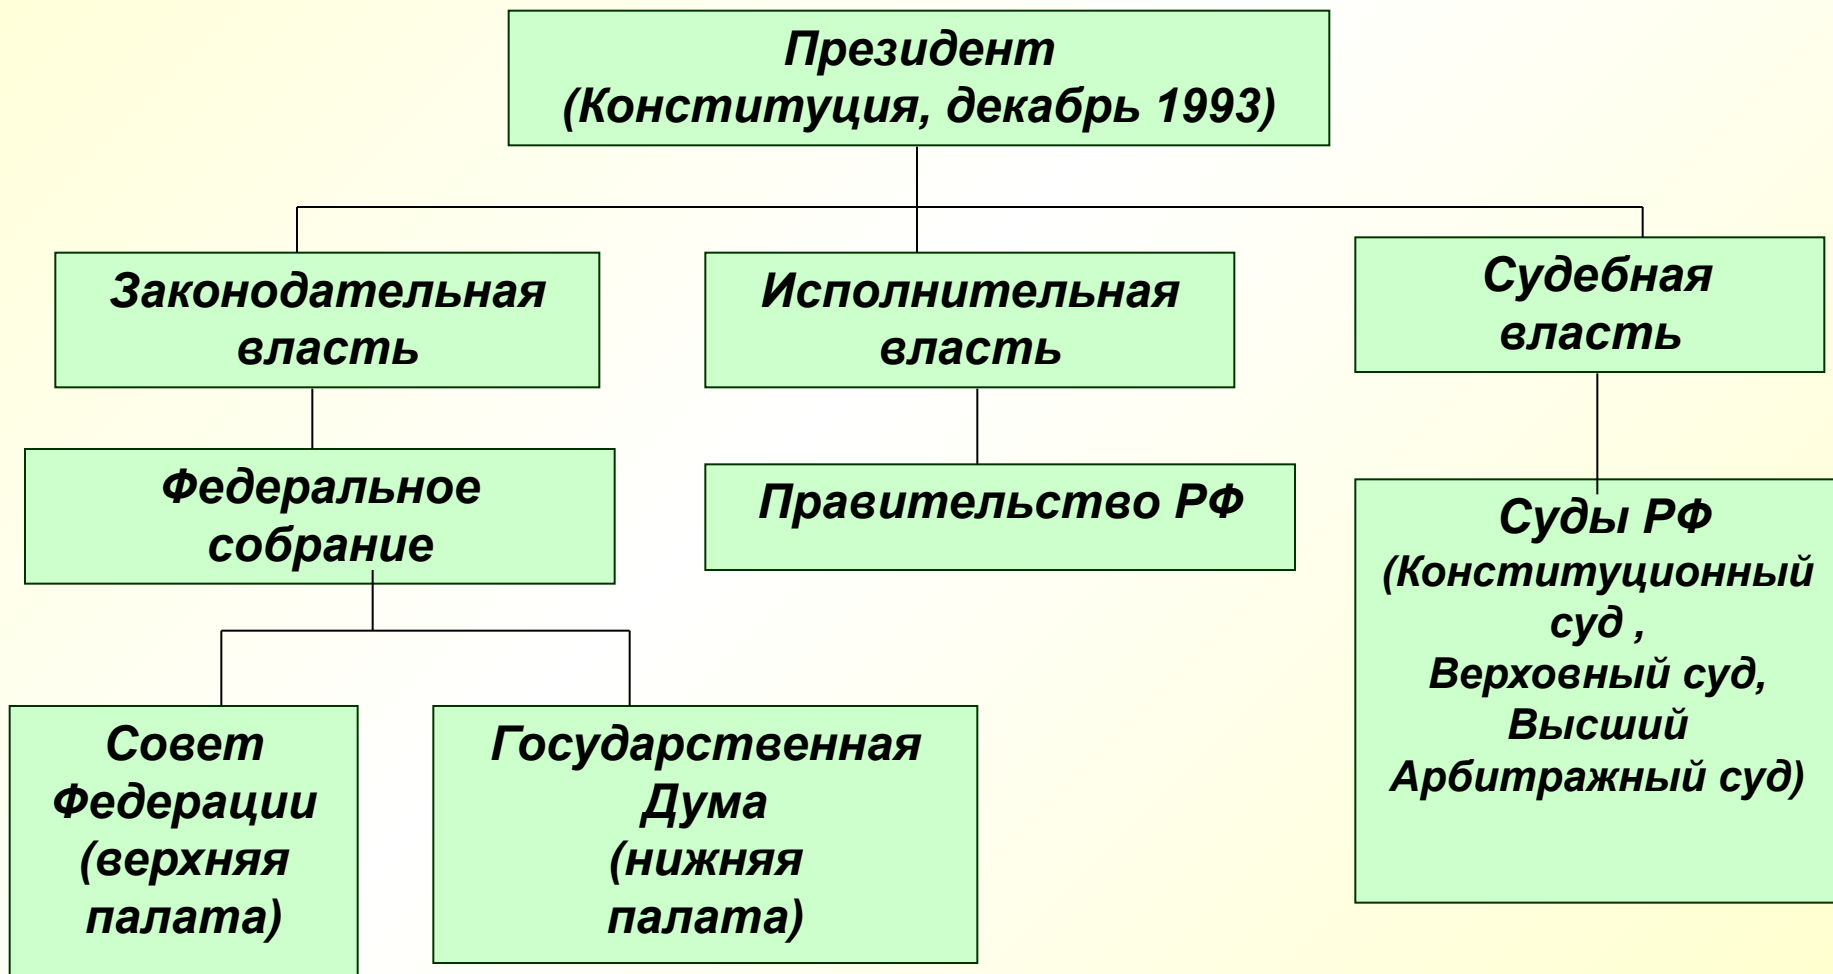 Президент
(Конституция, декабрь 1993)
Законодательная
власть
Исполнительная
власть
Судебная
власть
Федеральное
собрание
Правительство РФ
Суды РФ
(Конституционный
суд ,
Верховный суд,
Высший
Арбитражный суд)
Совет
Федерации
(верхняя
палата)
Государственная
Дума
(нижняя
палата)